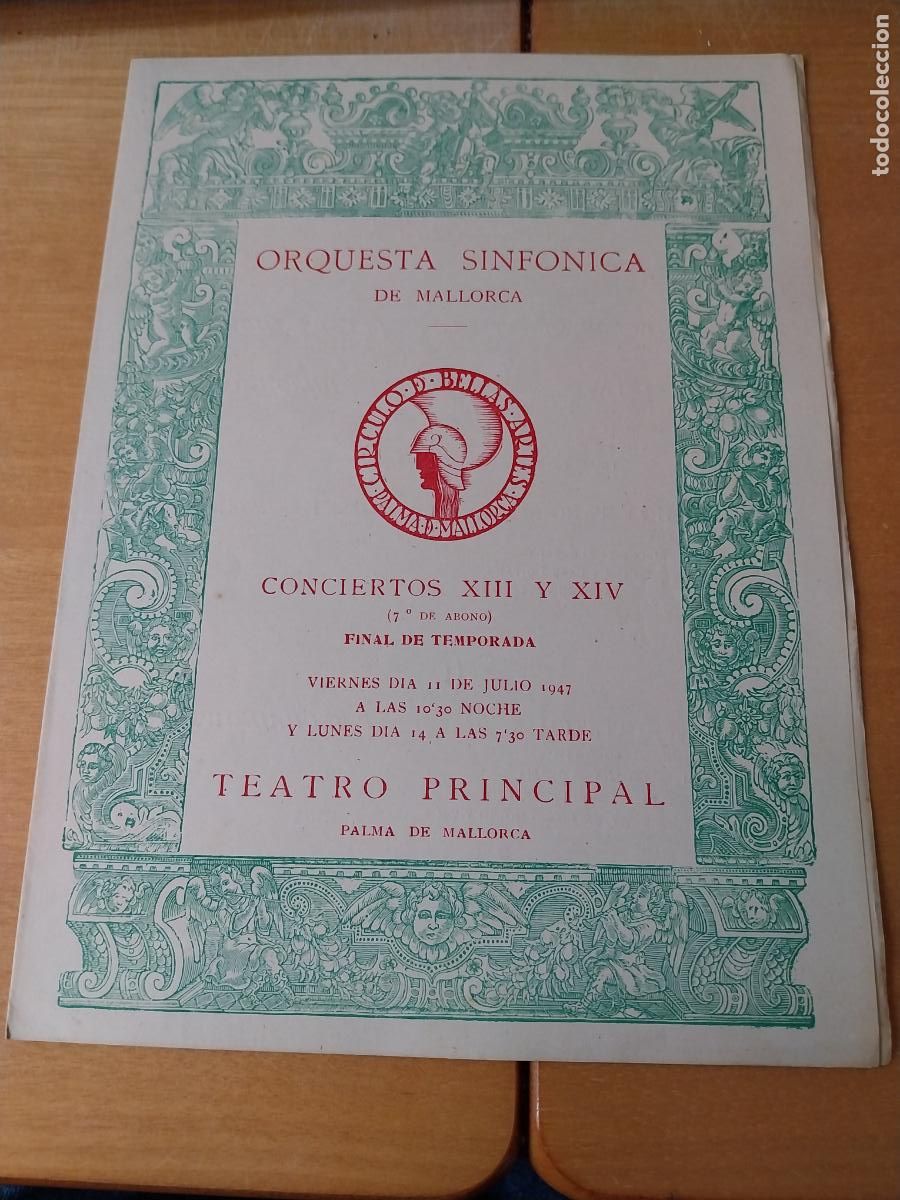 ORQUESTA SINFONICA
DE MALLORCA
CIRCULO · D · BELLAS · ARTES
PALMA · D · MALLORCA
CONCIERTOS XIII Y XIV
(7.º DE ABONO)
FINAL DE TEMPORADA
VIERNES DIA 11 DE JULIO 1947
A LAS 10'30 NOCHE
Y LUNES DIA 14 A LAS 7'30 TARDE
TEATRO PRINCIPAL
PALMA DE MALLORCA
todocoleccion